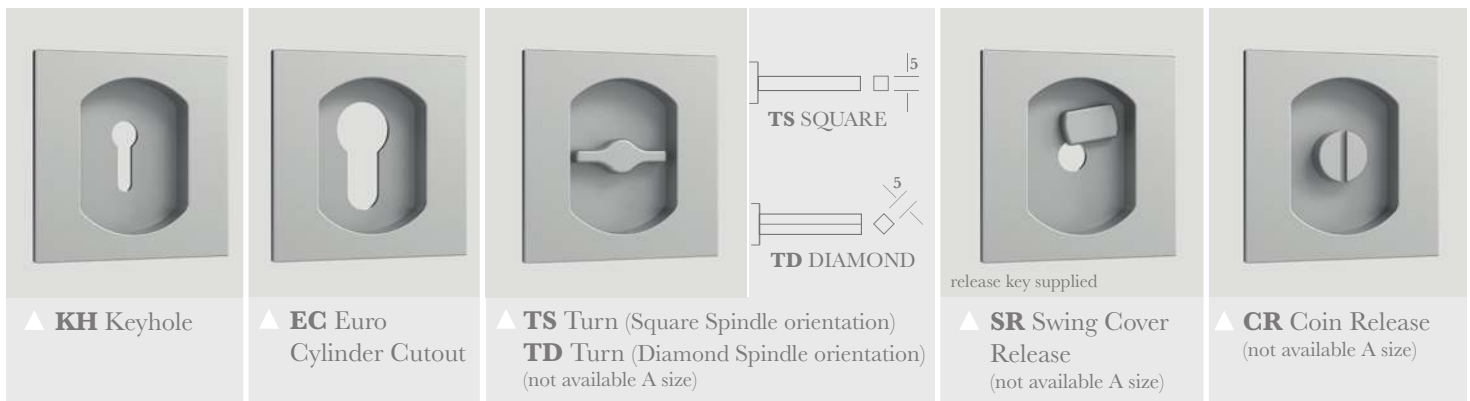 5
TS SQUARE
5
TD DIAMOND
release key supplied
KH Keyhole
EC Euro
Cylinder Cutout
TS Turn (Square Spindle orientation)
TD Turn (Diamond Spindle orientation)
(not available A size)
SR Swing Cover
Release
(not available A size)
CR Coin Release
(not available A size)